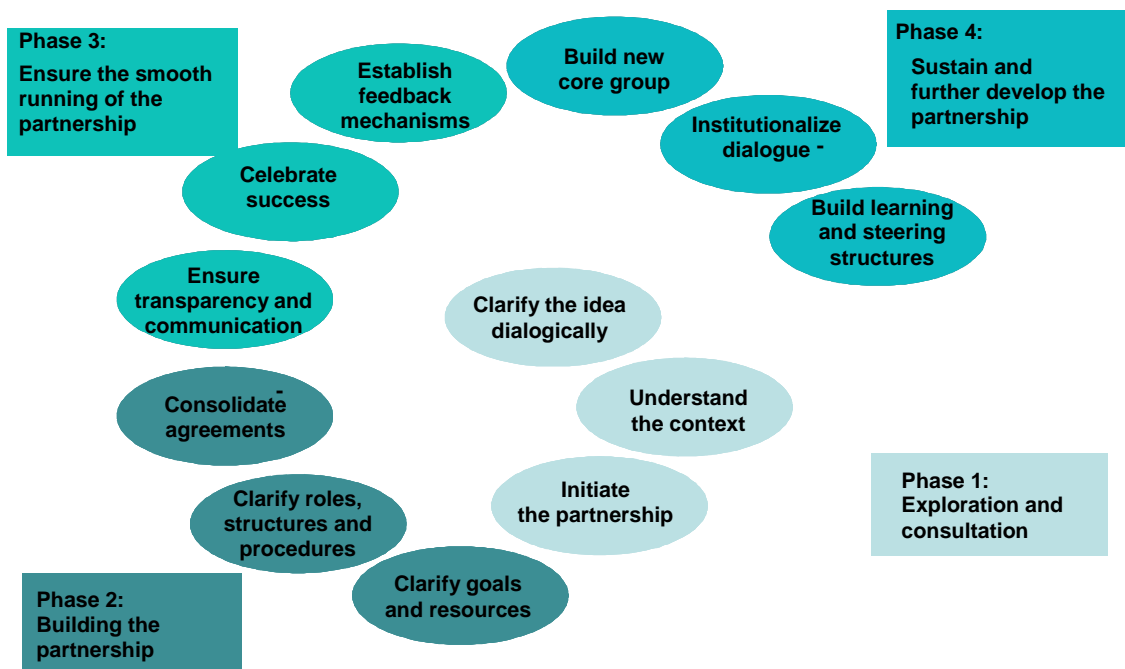 Phase 3:
Ensure the smooth
running of the
partnership
Establish
feedback
mechanisms
Build new
core group
Phase 4:
Sustain and
further develop the
partnership
Institutionalize
dialogue -
Celebrate
success
Build learning
and steering
structures
Ensure
transparency and
communication
Clarify the idea
dialogically
Understand
the context
-
Consolidate
agreements
Initiate
the partnership
Phase 1:
Exploration and
consultation
Clarify roles,
structures and
procedures
Clarify goals
and resources
Phase 2:
Building the
partnership